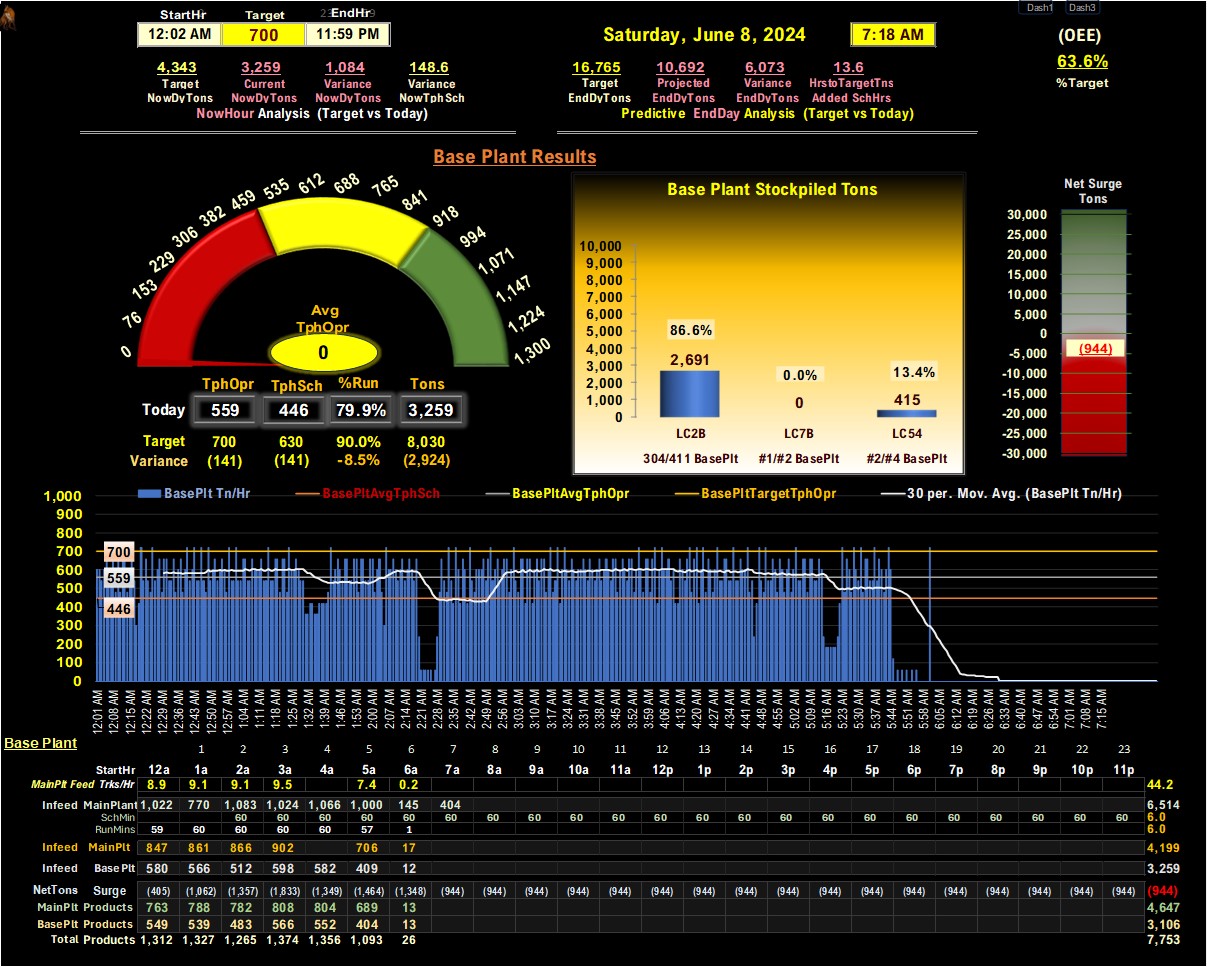 Dash1 Dash3
StartHr Target EndHr
12:02 AM 700 11:59 PM
Saturday, June 8, 2024 7:18 AM
(OEE)
63.6%
%Target
4,343 3,259 1,084 148.6
Target Current Variance Variance
NowDyTons NowDyTons NowDyTons NowTphSch
NowHour Analysis (Target vs Today)
16,765 10,692 6,073 13.6
Target Projected Variance HrstoTargetTns
EndDyTons EndDyTons EndDyTons Added SchHrs
Predictive EndDay Analysis (Target vs Today)
Base Plant Results
0 76 153 229 306 382 459 535 612 688 765 841 918 994 1,071 1,147 1,224 1,300
Avg
TphOpr
0
TphOpr TphSch %Run Tons
Today 559 446 79.9% 3,259
Target 700 630 90.0% 8,030
Variance (141) (141) -8.5% (2,924)
Base Plant Stockpiled Tons
10,000
9,000
8,000
7,000
6,000
5,000
4,000
3,000
2,000
1,000
0
86.6% 0.0% 13.4%
2,691 0 415
LC2B LC7B LC54
304/411 BasePlt #1/#2 BasePlt #2/#4 BasePlt
Net Surge
Tons
30,000
25,000
20,000
15,000
10,000
5,000
0
-5,000
-10,000
-15,000
-20,000
-25,000
-30,000
(944)
BasePlt Tn/Hr BasePltAvgTphSch BasePltAvgTphOpr BasePltTargetTphOpr 30 per. Mov. Avg. (BasePlt Tn/Hr)
1,000
900
800
700
600
500
400
300
200
100
0
700
559
446
12:01 AM 12:08 AM 12:15 AM 12:22 AM 12:29 AM 12:36 AM 12:43 AM 12:50 AM 12:57 AM 1:04 AM 1:11 AM 1:18 AM 1:25 AM 1:32 AM 1:39 AM 1:46 AM 1:53 AM 2:00 AM 2:07 AM 2:14 AM 2:21 AM 2:28 AM 2:35 AM 2:42 AM 2:49 AM 2:56 AM 3:03 AM 3:10 AM 3:17 AM 3:24 AM 3:31 AM 3:38 AM 3:45 AM 3:52 AM 3:59 AM 4:06 AM 4:13 AM 4:20 AM 4:27 AM 4:34 AM 4:41 AM 4:48 AM 4:55 AM 5:02 AM 5:09 AM 5:16 AM 5:23 AM 5:30 AM 5:37 AM 5:44 AM 5:51 AM 5:58 AM 6:05 AM 6:12 AM 6:19 AM 6:26 AM 6:33 AM 6:40 AM 6:47 AM 6:54 AM 7:01 AM 7:08 AM 7:15 AM
Base Plant
1 2 3 4 5 6 7 8 9 10 11 12 13 14 15 16 17 18 19 20 21 22 23
StartHr 12a 1a 2a 3a 4a 5a 6a 7a 8a 9a 10a 11a 12p 1p 2p 3p 4p 5p 6p 7p 8p 9p 10p 11p
MainPlt Feed Trks/Hr 8.9 9.1 9.1 9.5 7.4 0.2 44.2
Infeed MainPlant 1,022 770 1,083 1,024 1,066 1,000 145 404 6,514
SchMin 60 60 60 60 60 60 60 60 60 60 60 60 60 60 60 60 60 60 60 60 60 60 6.0
RunMins 59 60 60 60 60 57 1 6.0
Infeed MainPlt 847 861 866 902 706 17 4,199
Infeed Base Plt 580 566 512 598 582 409 12 3.259
NetTons Surge (405) (1,062) (1,357) (1,833) (1,349) (1,464) (1,348) (944) (944) (944) (944) (944) (944) (944) (944) (944) (944) (944) (944) (944) (944) (944) (944) (944) (944)
MainPlt Products 763 788 782 808 804 689 13 4,647
BasePlt Products 549 539 483 566 552 404 13 3,106
Total Products 1,312 1,327 1,265 1,374 1,356 1,093 26 7,753